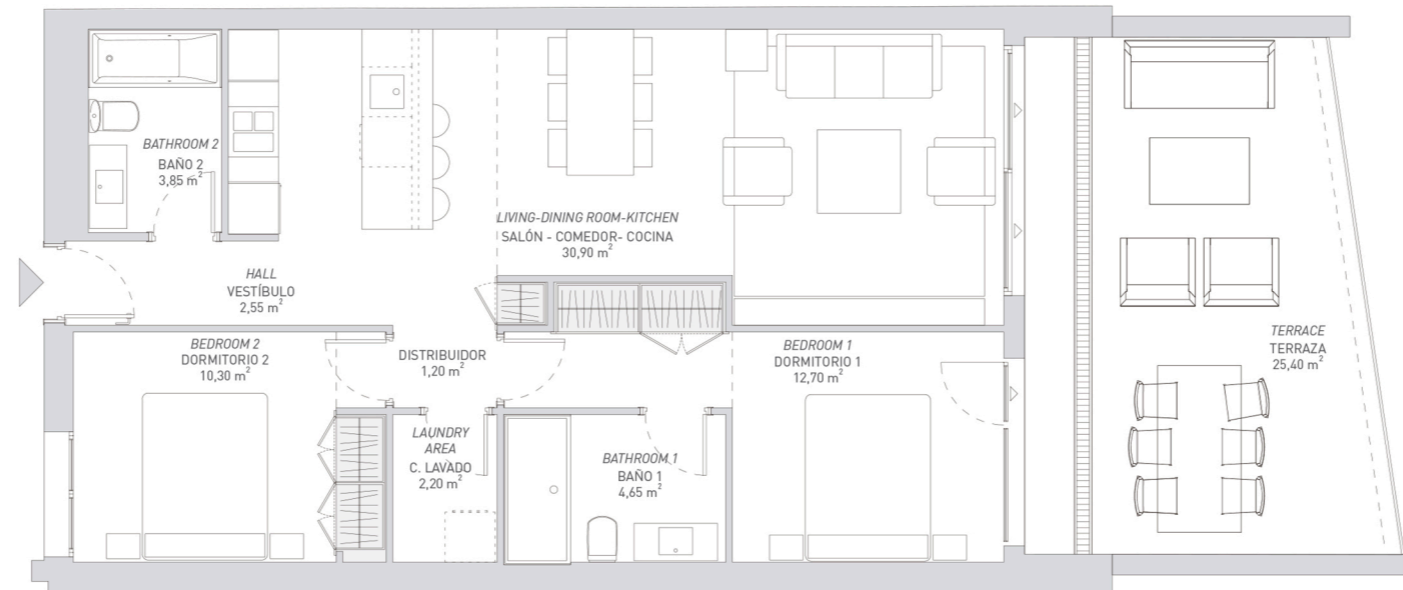 BATHROOM 2
BAÑO 2
3,85 m²
LIVING-DINING ROOM-KITCHEN
SALÓN - COMEDOR- COCINA
30,90 m²
HALL
VESTÍBULO
2,55 m²
BEDROOM 2
DORMITORIO 2
10,30 m²
DISTRIBUIDOR
1,20 m²
BEDROOM 1
DORMITORIO 1
12,70 m²
TERRACE
TERRAZA
25,40 m²
LAUNDRY
AREA
C. LAVADO
2,20 m²
BATHROOM 1
BAÑO 1
4,65 m²